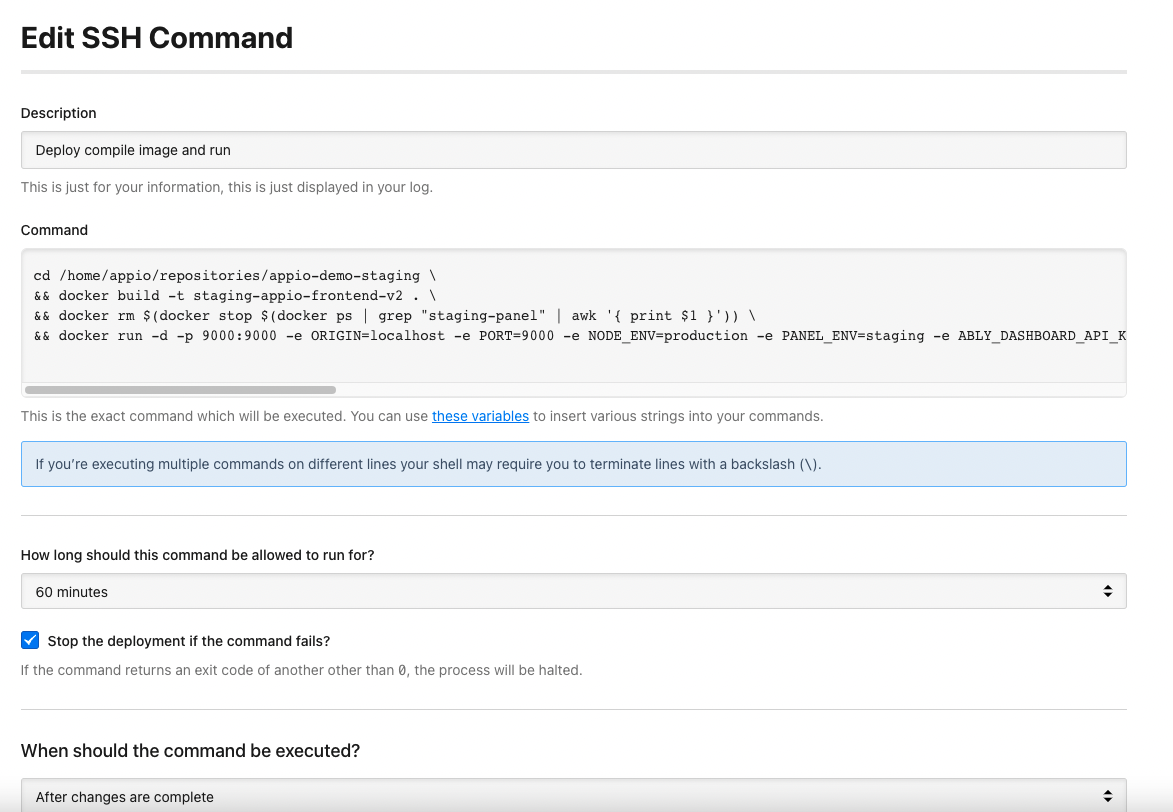 Edit SSH Command
Description
Deploy compile image and run
This is just for your information, this is just displayed in your log.
Command
cd /home/appio/repositories/appio-demo-staging \
&& docker build -t staging-appio-frontend-v2 . \
&& docker rm $(docker stop $(docker ps | grep "staging-panel" | awk '{ print $1 }')) \
&& docker run -d -p 9000:9000 -e ORIGIN=localhost -e PORT=9000 -e NODE_ENV=production -e PANEL_ENV=staging -e ABLY_DASHBOARD_API_K
This is the exact command which will be executed. You can use these variables to insert various strings into your commands.
If you’re executing multiple commands on different lines your shell may require you to terminate lines with a backslash (\).
How long should this command be allowed to run for?
60 minutes
Stop the deployment if the command fails?
If the command returns an exit code of another other than 0, the process will be halted.
When should the command be executed?
After changes are complete